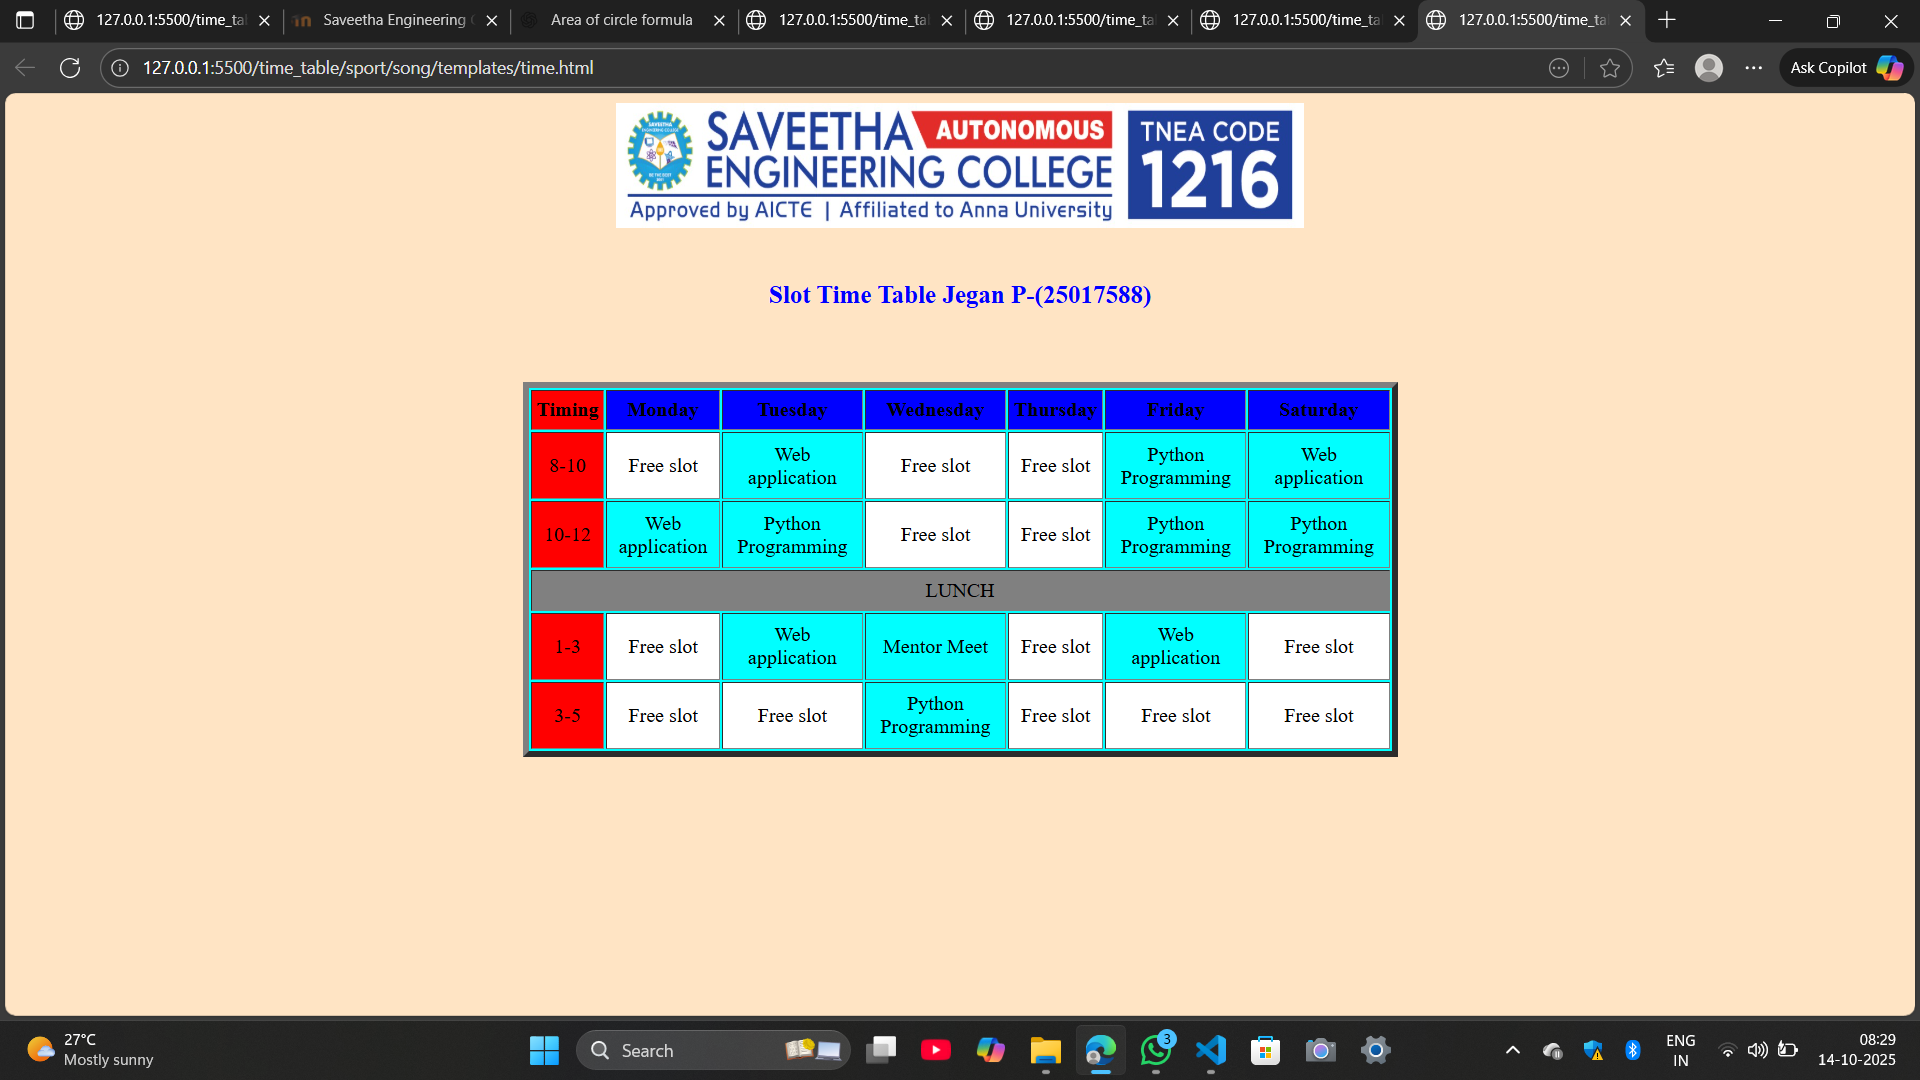 127.0.0.1:5500/time_ta
Saveetha Engineering
Area of circle formula
127.0.0.1:5500/time_ta
127.0.0.1:5500/time_ta
127.0.0.1:5500/time_ta
127.0.0.1:5500/time_ta
127.0.0.1:5500/time_table/sport/song/templates/time.html
Ask Copilot
SAVEETHA AUTONOMOUS
ENGINEERING COLLEGE
Approved by AICTE | Affiliated to Anna University
TNEA CODE
1216
Slot Time Table Jegan P-(25017588)
Timing Monday Tuesday Wednesday Thursday Friday Saturday
8-10 Free slot Web application Free slot Free slot Python Programming Web application
10-12 Web application Python Programming Free slot Free slot Python Programming Python Programming
LUNCH
1-3 Free slot Web application Mentor Meet Free slot Web application Free slot
3-5 Free slot Free slot Python Programming Free slot Free slot Free slot
27°C
Mostly sunny
Search
3
ENG
IN
08:29
14-10-2025